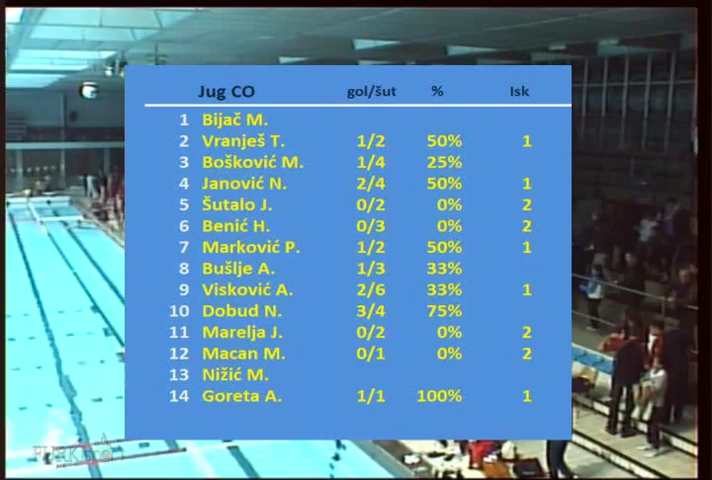 Jug CO gol/šut % Isk
1 Bijač M.
2 Vranješ T. 1/2 50% 1
3 Bošković M. 1/4 25%
4 Janović N. 2/4 50% 1
5 Šutalo J. 0/2 0% 2
6 Benić H. 0/3 0% 2
7 Marković P. 1/2 50% 1
8 Bušlje A. 1/3 33%
9 Visković A. 2/6 33% 1
10 Dobud N. 3/4 75%
11 Marelja J. 0/2 0% 2
12 Macan M. 0/1 0% 2
13 Nižić M.
14 Goreta A. 1/1 100% 1